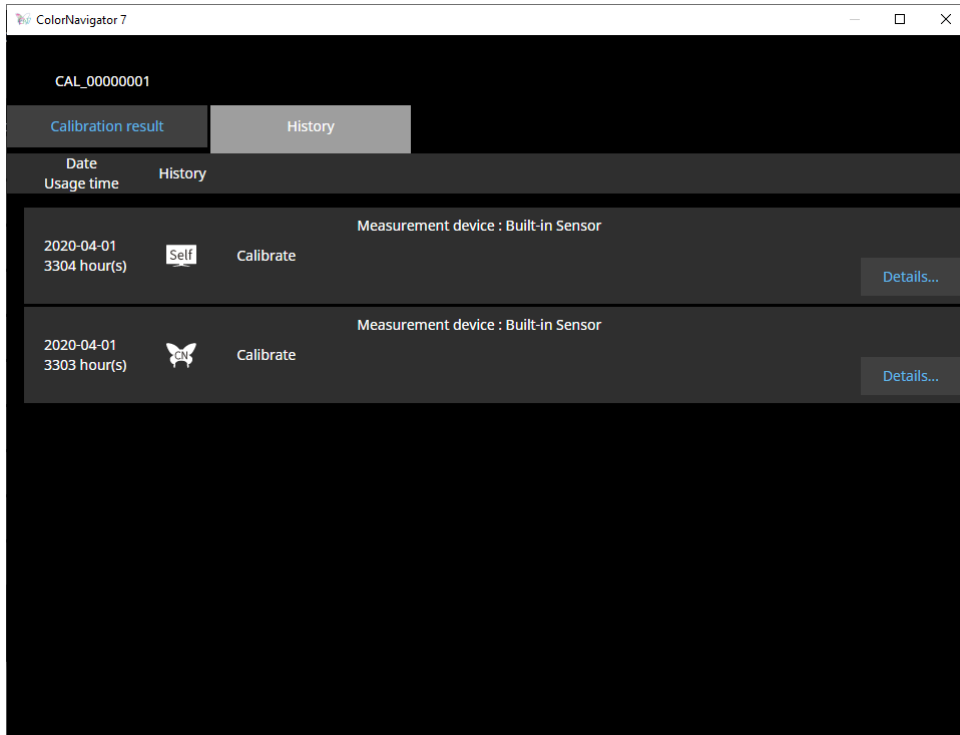 ColorNavigator 7
CAL_00000001
Calibration result
History
Date
Usage time
History
Measurement device : Built-in Sensor
2020-04-01
3304 hour(s)
Self
Calibrate
Details...
Measurement device : Built-in Sensor
2020-04-01
3303 hour(s)
CN
Calibrate
Details...